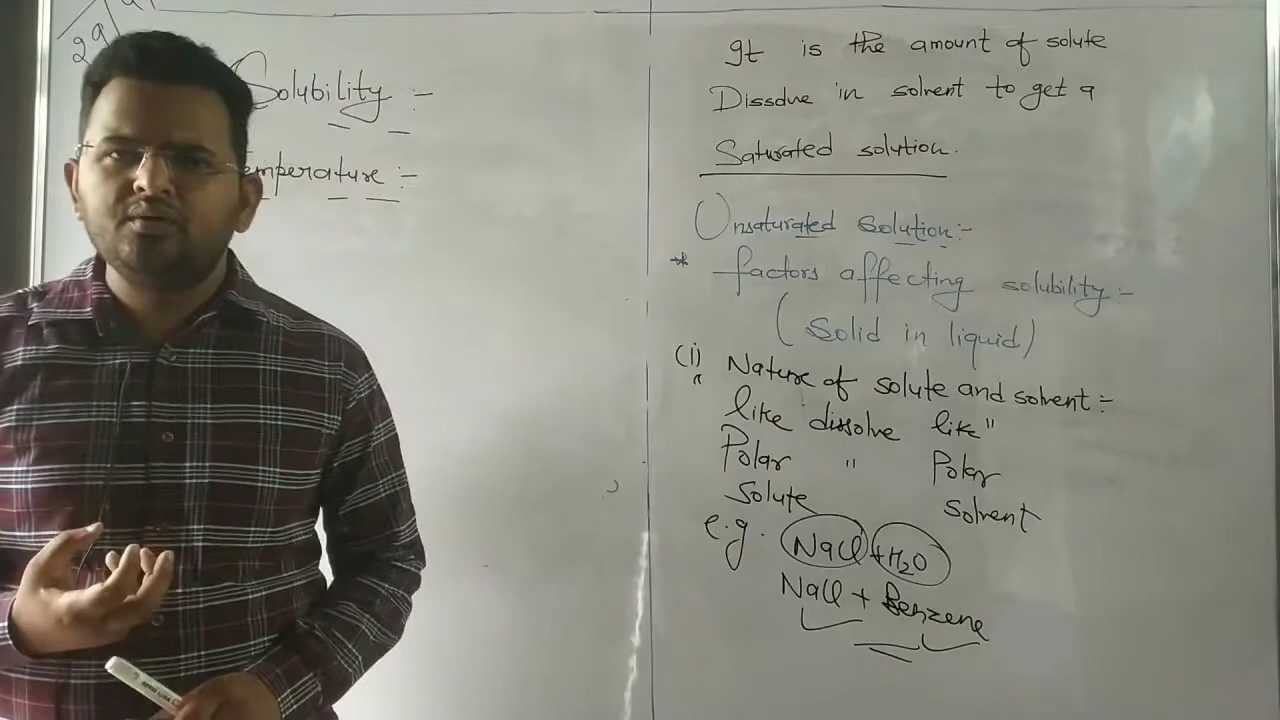 29
Solubility :-
emperature :-
It is the amount of solute
Dissolve in solvent to get a
Saturated solution.
Unsaturated Solution:-
* factors affecting solubility:-
(Solid in liquid)
(i) Nature of solute and solvent:-
" like dissolve like"
Polar " Polar
Solute Solvent
e.g. NaCl + H₂O
NaCl + Benzene